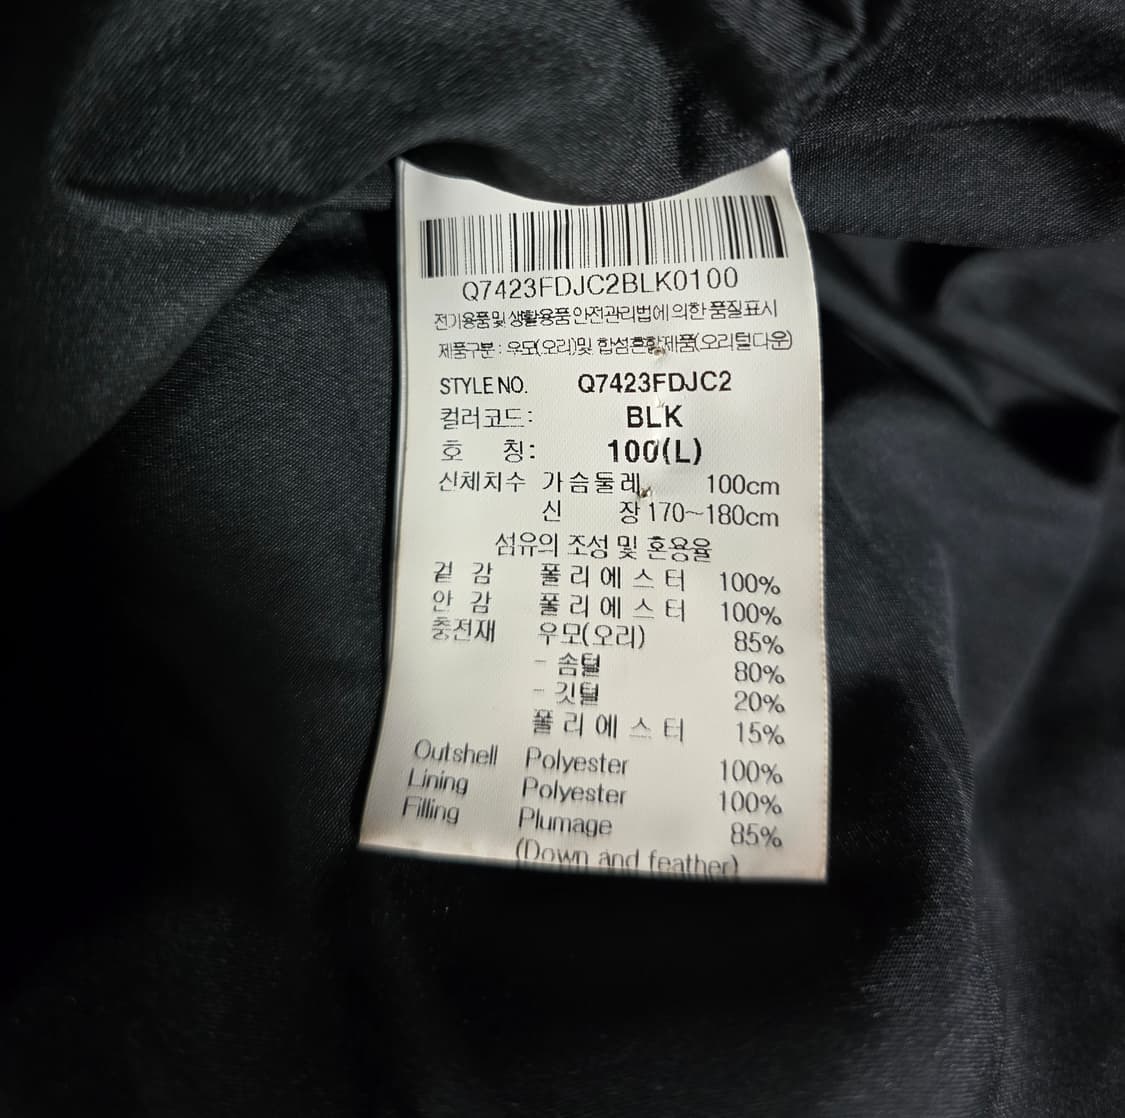 Q7423FDJC2BLK0100
전기용품및 생활용품 안전관리법에 의한 품질표시
제품구분 : 우모(오리)및 합섬혼합제품(오리털다운)
STYLE NO. Q7423FDJC2
컬러코드: BLK
호 칭: 100(L)
신체치수 가슴둘레 100cm
신 장 170~180cm
섬유의 조성 및 혼용율
겉 감 폴리에스터 100%
안 감 폴리에스터 100%
충전재 우모(오리) 85%
- 솜털 80%
- 깃털 20%
폴리에스터 15%
Outshell Polyester 100%
Lining Polyester 100%
Filling Plumage 85%
(Down and feather)